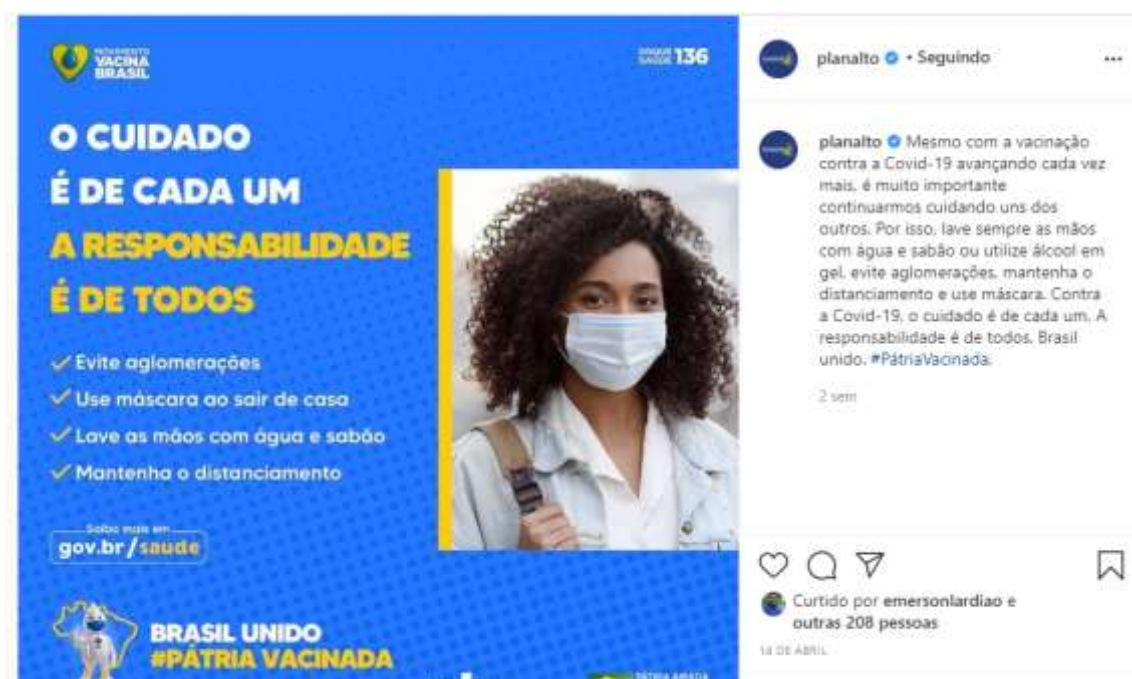 MOVIMENTO
VACINA
BRASIL
DISQUE
SAÚDE 136
O CUIDADO
É DE CADA UM
A RESPONSABILIDADE
É DE TODOS
Evite aglomerações
Use máscara ao sair de casa
Lave as mãos com água e sabão
Mantenha o distanciamento
Saiba mais em
gov.br/saude
BRASIL UNIDO
#PÁTRIA VACINADA
PÁTRIA AMADA
planalto • Seguindo
planalto Mesmo com a vacinação
contra a Covid-19 avançando cada vez
mais, é muito importante
continuarmos cuidando uns dos
outros. Por isso, lave sempre as mãos
com água e sabão ou utilize álcool em
gel, evite aglomerações, mantenha o
distanciamento e use máscara. Contra
a Covid-19, o cuidado é de cada um. A
responsabilidade é de todos. Brasil
unido. #PátriaVacinada.
2 sem
Curtido por emersonlardiao e
outras 208 pessoas
14 DE ABRIL